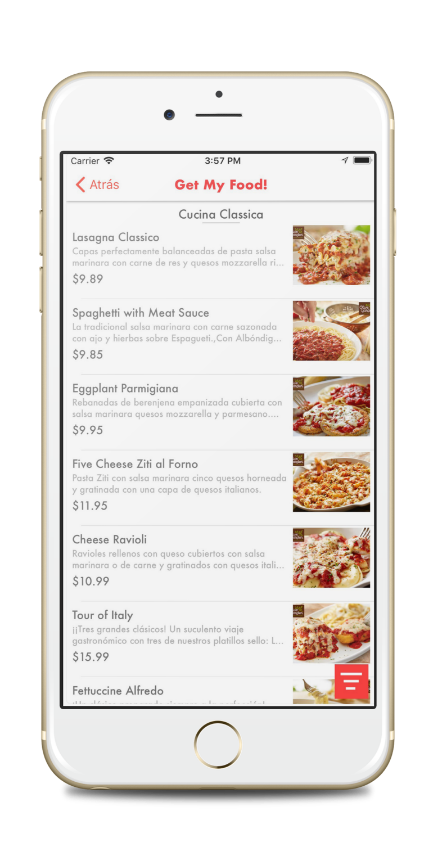 Carrier 3:57 PM
Atrás Get My Food!
Cucina Classica
Lasagna Classico
Capas perfectamente balanceadas de pasta salsa
marinara con carne de res y quesos mozzarella ri...
$9.89
Spaghetti with Meat Sauce
La tradicional salsa marinara con carne sazonada
con ajo y hierbas sobre Espagueti.,Con Albóndig...
$9.85
Eggplant Parmigiana
Rebanadas de berenjena empanizada cubierta con
salsa marinara quesos mozzarella y parmesano....
$9.95
Five Cheese Ziti al Forno
Pasta Ziti con salsa marinara cinco quesos horneada
y gratinada con una capa de quesos italianos.
$11.95
Cheese Ravioli
Ravioles rellenos con queso cubiertos con salsa
marinara o de carne y gratinados con quesos itali...
$10.99
Tour of Italy
¡¡Tres grandes clásicos! Un suculento viaje
gastronómico con tres de nuestros platillos sello: L...
$15.99
Fettuccine Alfredo